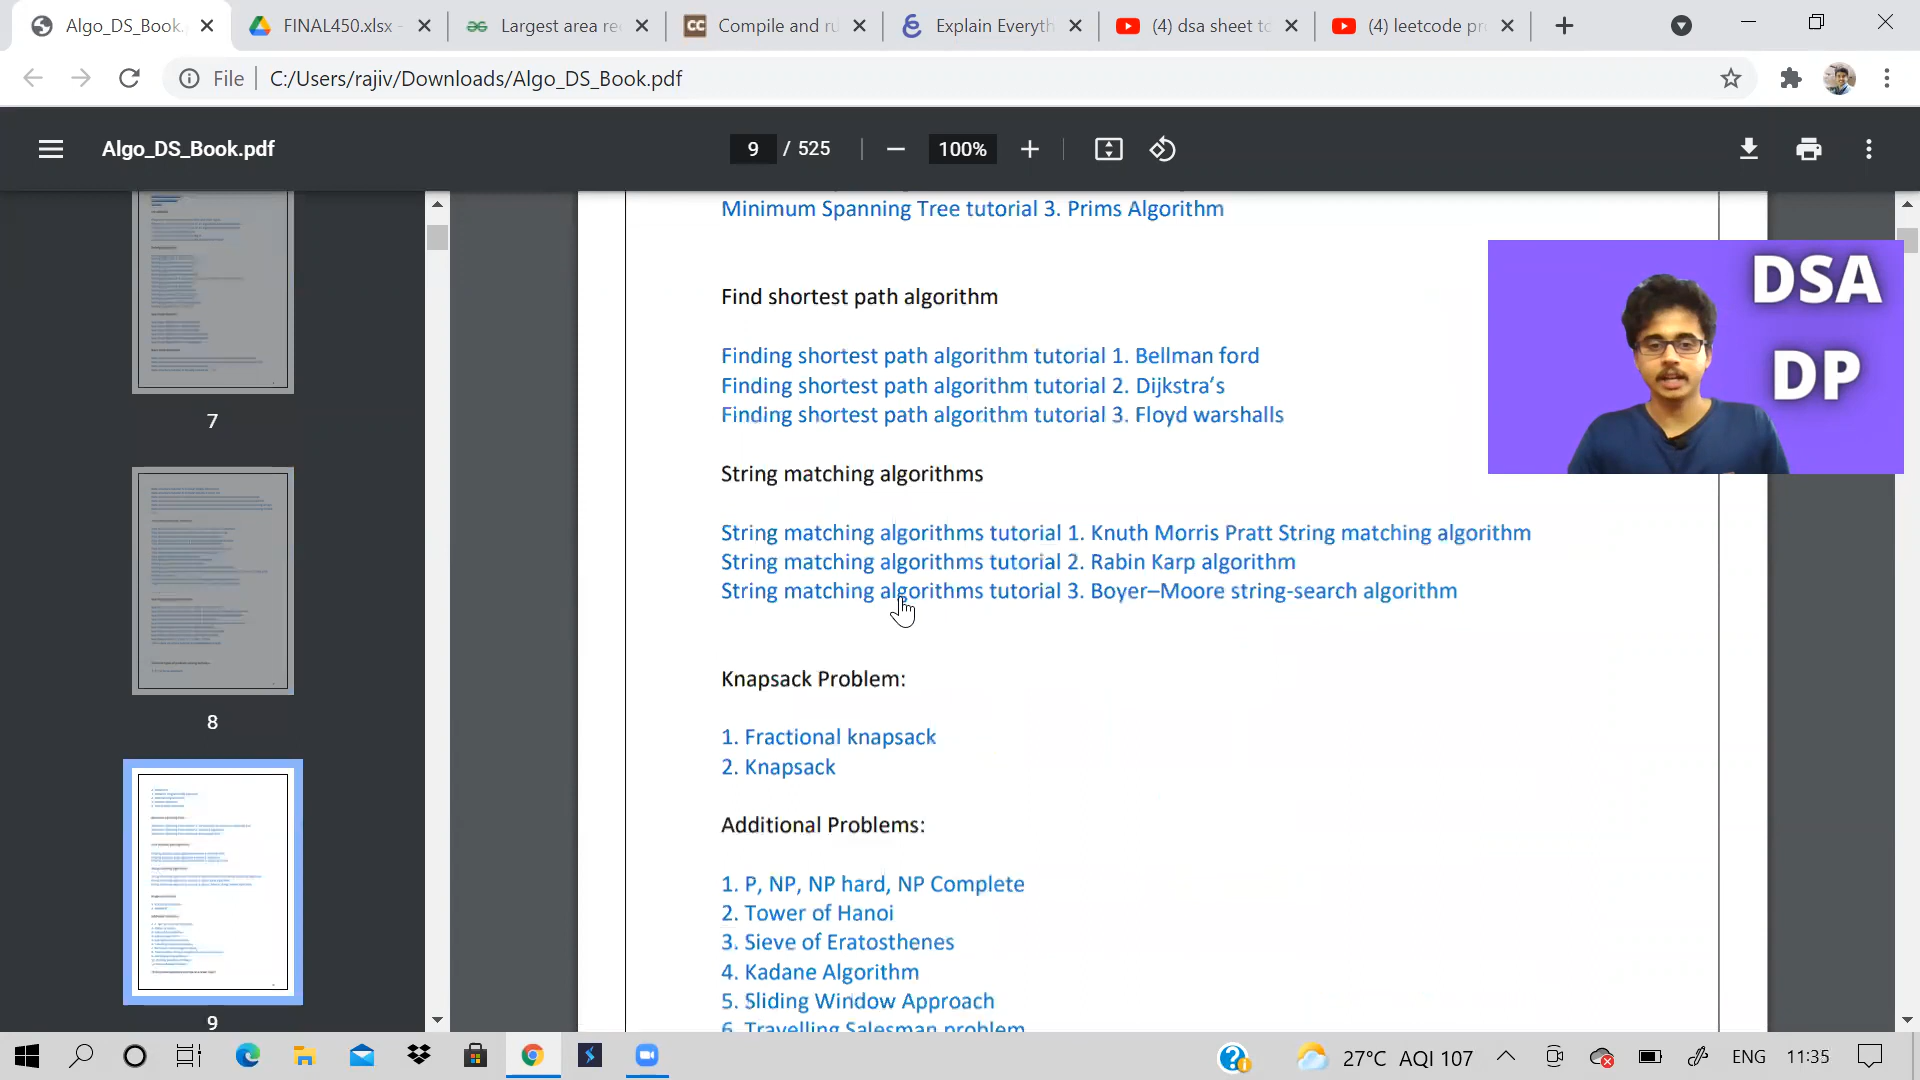 Algo_DS_Book.
FINAL450.xlsx -
Largest area re
Compile and ru
Explain Everyth
(4) dsa sheet to
(4) leetcode pr
File
C:/Users/rajiv/Downloads/Algo_DS_Book.pdf
Algo_DS_Book.pdf
9 / 525
100%
7
8
9
Minimum Spanning Tree tutorial 3. Prims Algorithm
Find shortest path algorithm
Finding shortest path algorithm tutorial 1. Bellman ford
Finding shortest path algorithm tutorial 2. Dijkstra’s
Finding shortest path algorithm tutorial 3. Floyd warshalls
String matching algorithms
String matching algorithms tutorial 1. Knuth Morris Pratt String matching algorithm
String matching algorithms tutorial 2. Rabin Karp algorithm
String matching algorithms tutorial 3. Boyer–Moore string-search algorithm
Knapsack Problem:
1. Fractional knapsack
2. Knapsack
Additional Problems:
1. P, NP, NP hard, NP Complete
2. Tower of Hanoi
3. Sieve of Eratosthenes
4. Kadane Algorithm
5. Sliding Window Approach
6. Travelling Salesman problem
DSA
DP
27°C AQI 107
ENG
11:35